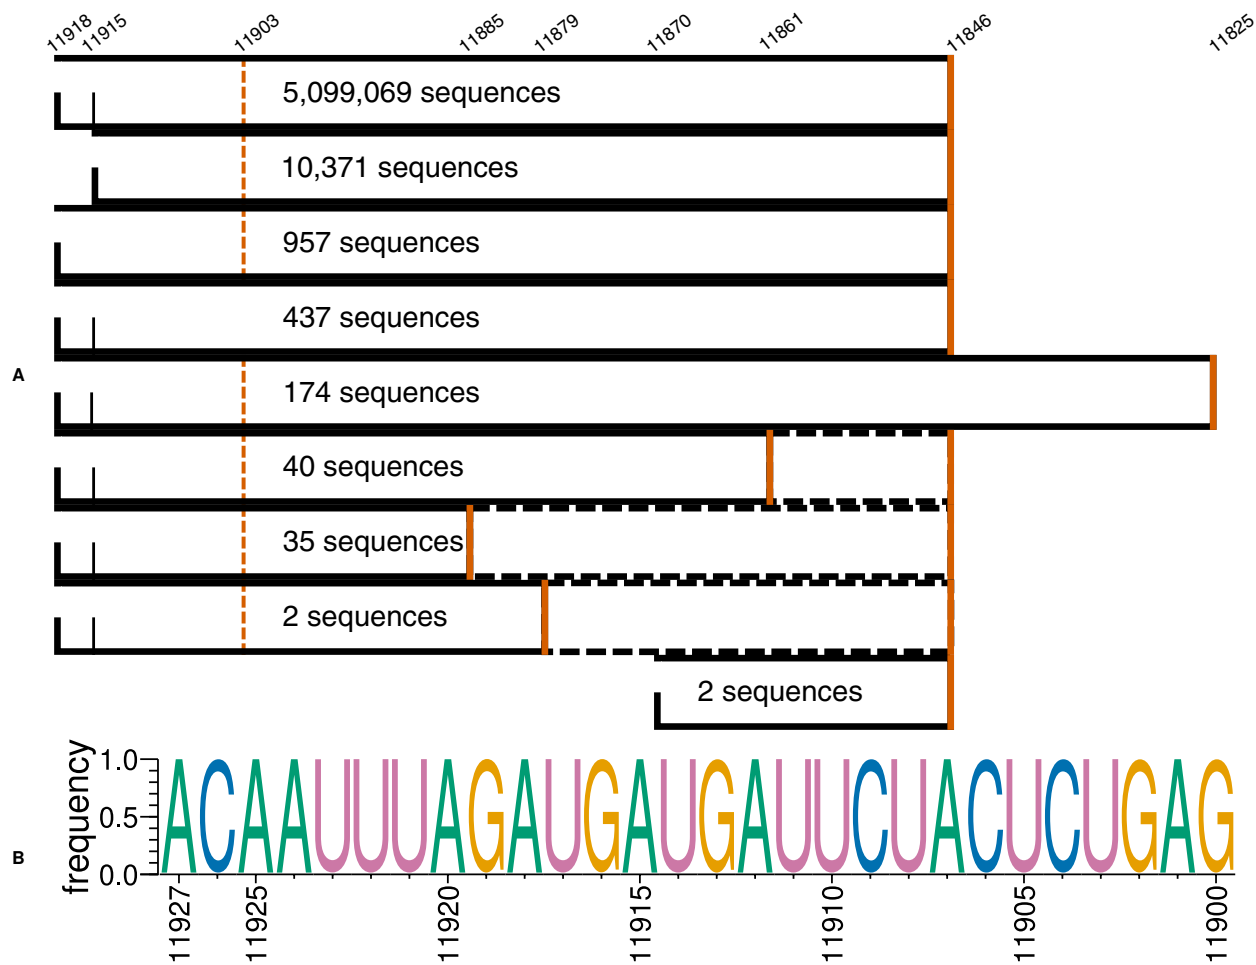 11918 11915 11903 11885 11879 11870 11861 11846 11825
5,099,069 sequences
10,371 sequences
957 sequences
437 sequences
A
174 sequences
40 sequences
35 sequences
2 sequences
2 sequences
B
frequency
1.0
0.5
0.0
ACAAUUUAGAUGAUGAUUCUACUCUGAG
11927 11925 11920 11915 11910 11905 11900